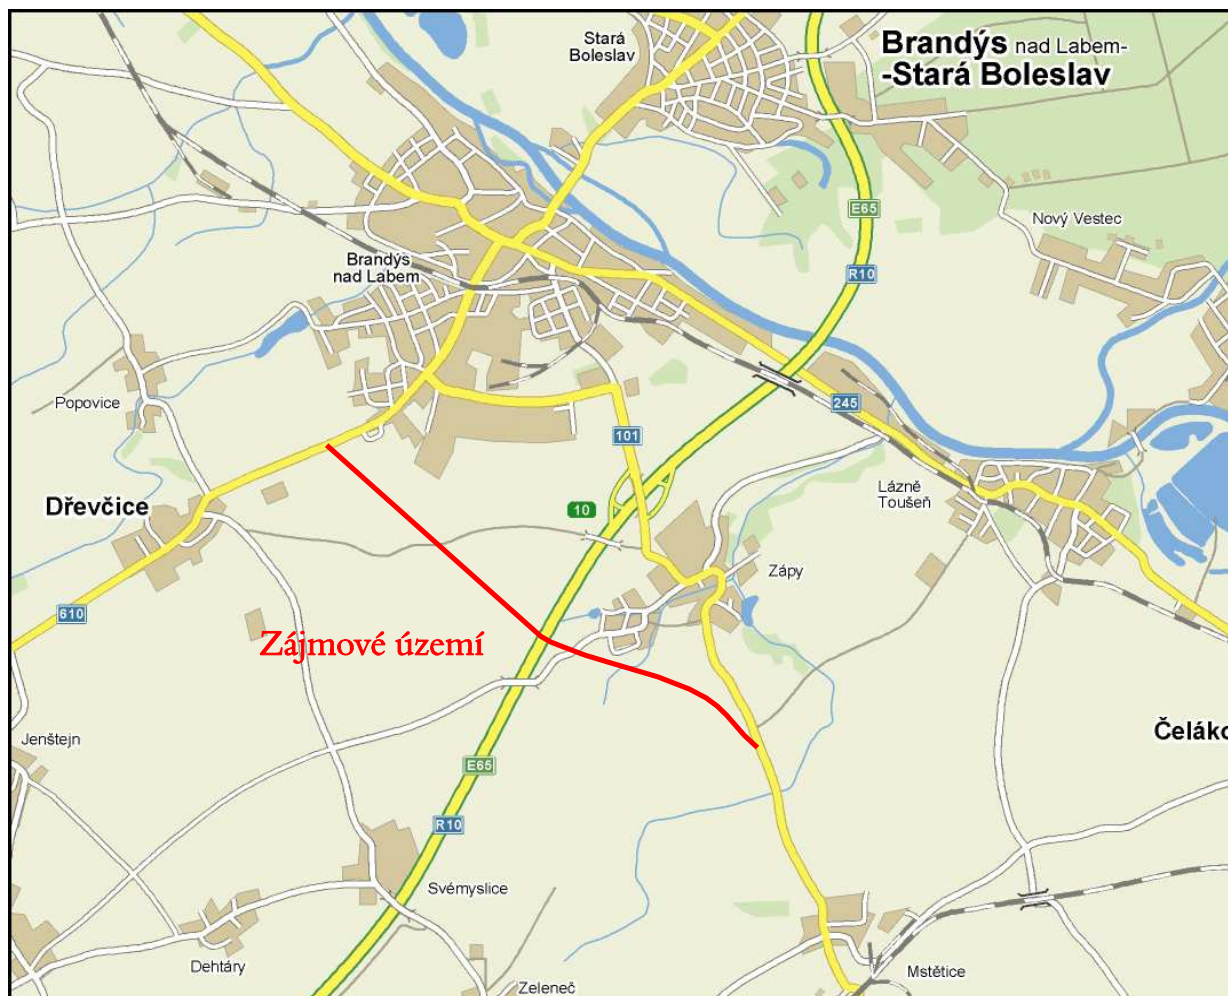 Stará
Boleslav
Brandýs nad Labem-
-Stará Boleslav
E65
Nový Vestec
Brandýs
nad Labem
R10
Popovice
245
101
Lázně
Toušeň
Dřevčice
10
Zápy
610
Zájmové území
Jenštejn
Čeláko
E65
R10
Svémyslice
Dehtáry
Mstětice
Zeleneč